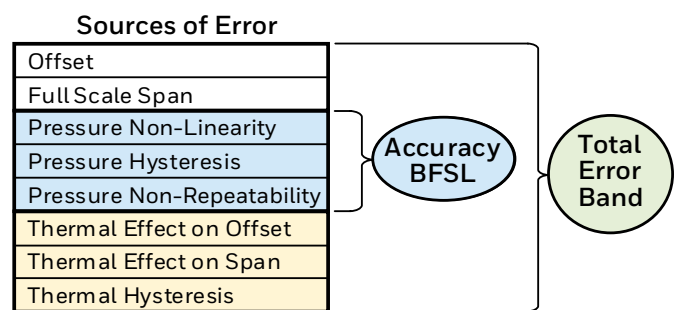 Sources of Error
Offset
Full Scale Span
Pressure Non-Linearity
Pressure Hysteresis
Pressure Non-Repeatability
Thermal Effect on Offset
Thermal Effect on Span
Thermal Hysteresis
Accuracy
BFSL
Total
Error
Band